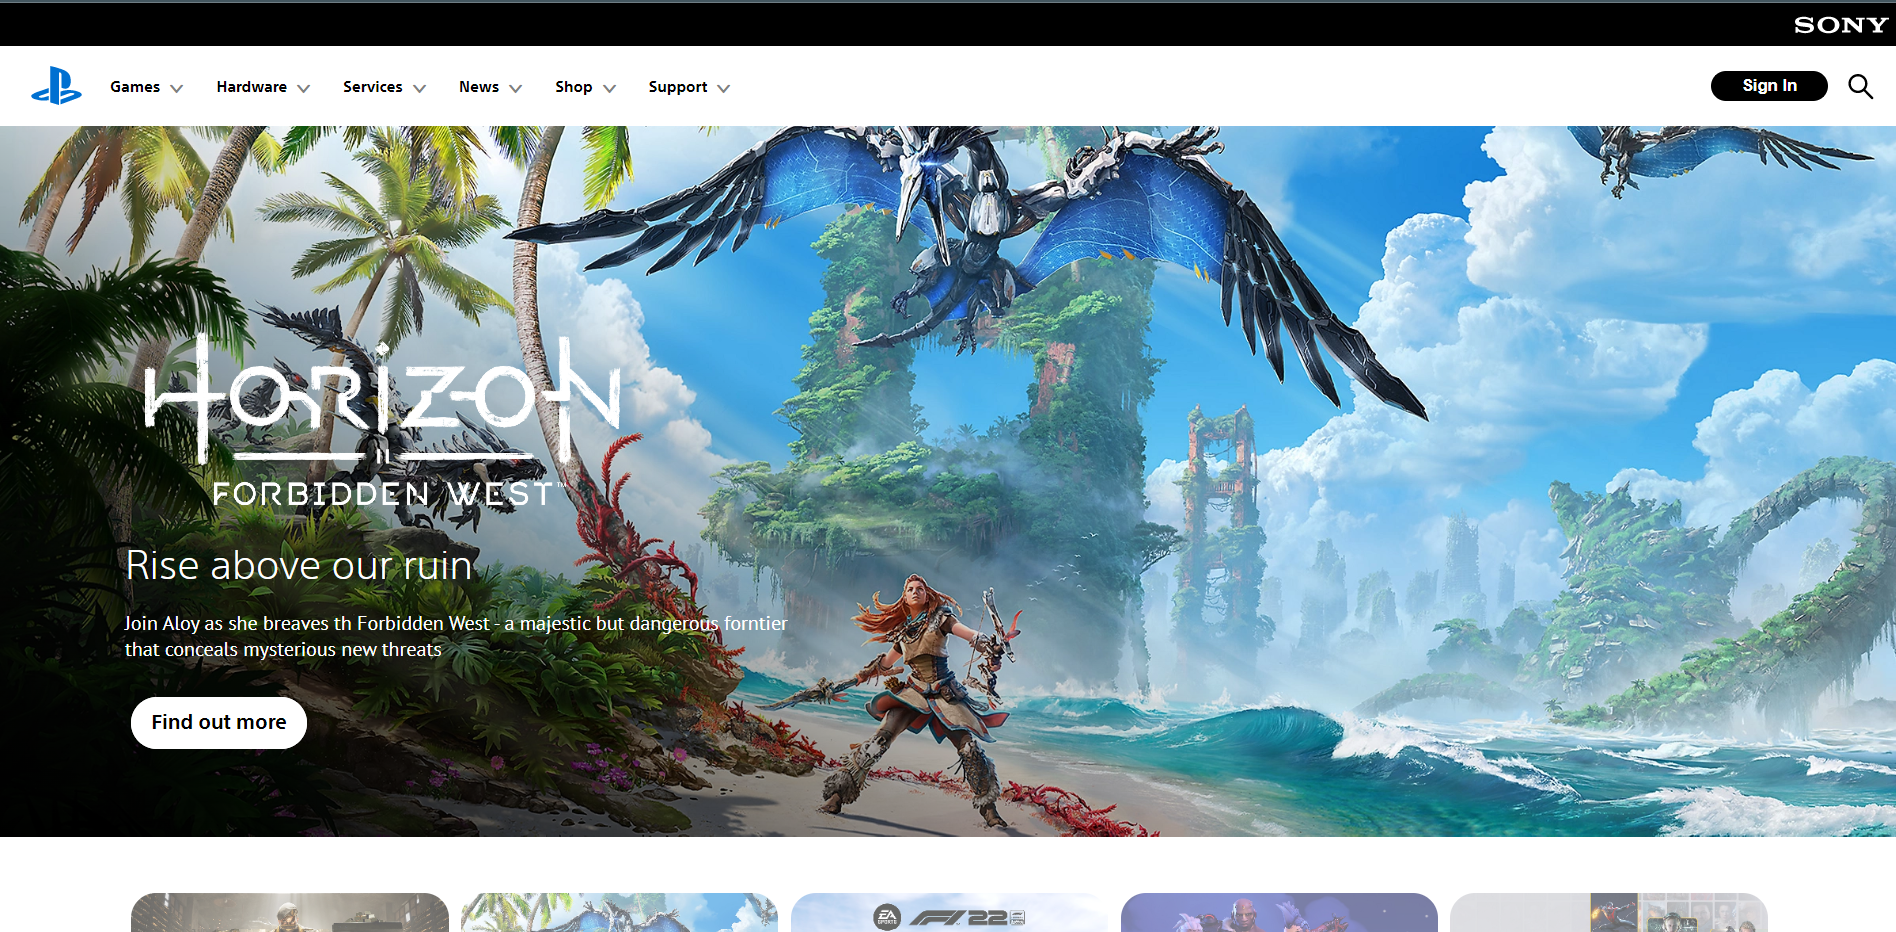 SONY
Games
Hardware
Services
News
Shop
Support
Sign In
HORIZON
FORBIDDEN WEST™
Rise above our ruin
Join Aloy as she breaves th Forbidden West - a majestic but dangerous forntier
that conceals mysterious new threats
Find out more
EA
SPORTS
F1 22